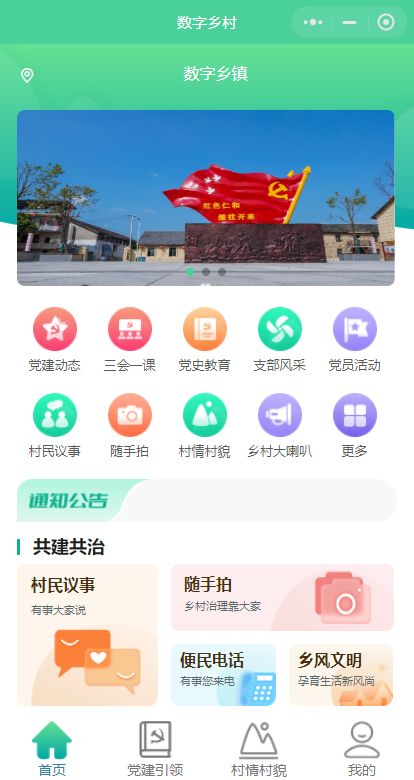 数字乡村
数字乡镇
红色仁和
继往开来
党建动态
三会一课
党史教育
支部风采
党员活动
村民议事
随手拍
村情村貌
乡村大喇叭
更多
通知公告
共建共治
村民议事
有事大家说
随手拍
乡村治理靠大家
便民电话
有事您来电
乡风文明
孕育生活新风尚
首页
党建引领
村情村貌
我的